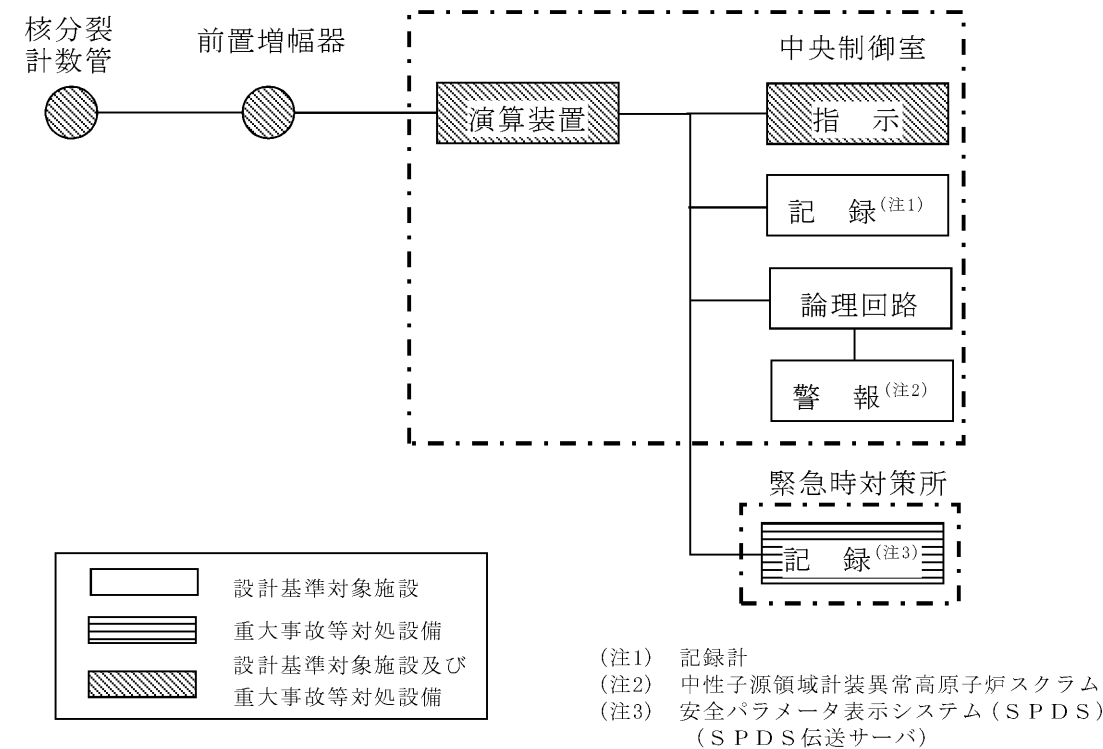 核分裂
計数管
前置増幅器
中央制御室
演算装置
指　示
記　録(注1)
論理回路
警　報(注2)
緊急時対策所
記　録(注3)
設計基準対象施設
重大事故等対処設備
設計基準対象施設及び
重大事故等対処設備
(注1)　記録計
(注2)　中性子源領域計装異常高原子炉スクラム
(注3)　安全パラメータ表示システム(ＳＰＤＳ)
(ＳＰＤＳ伝送サーバ)